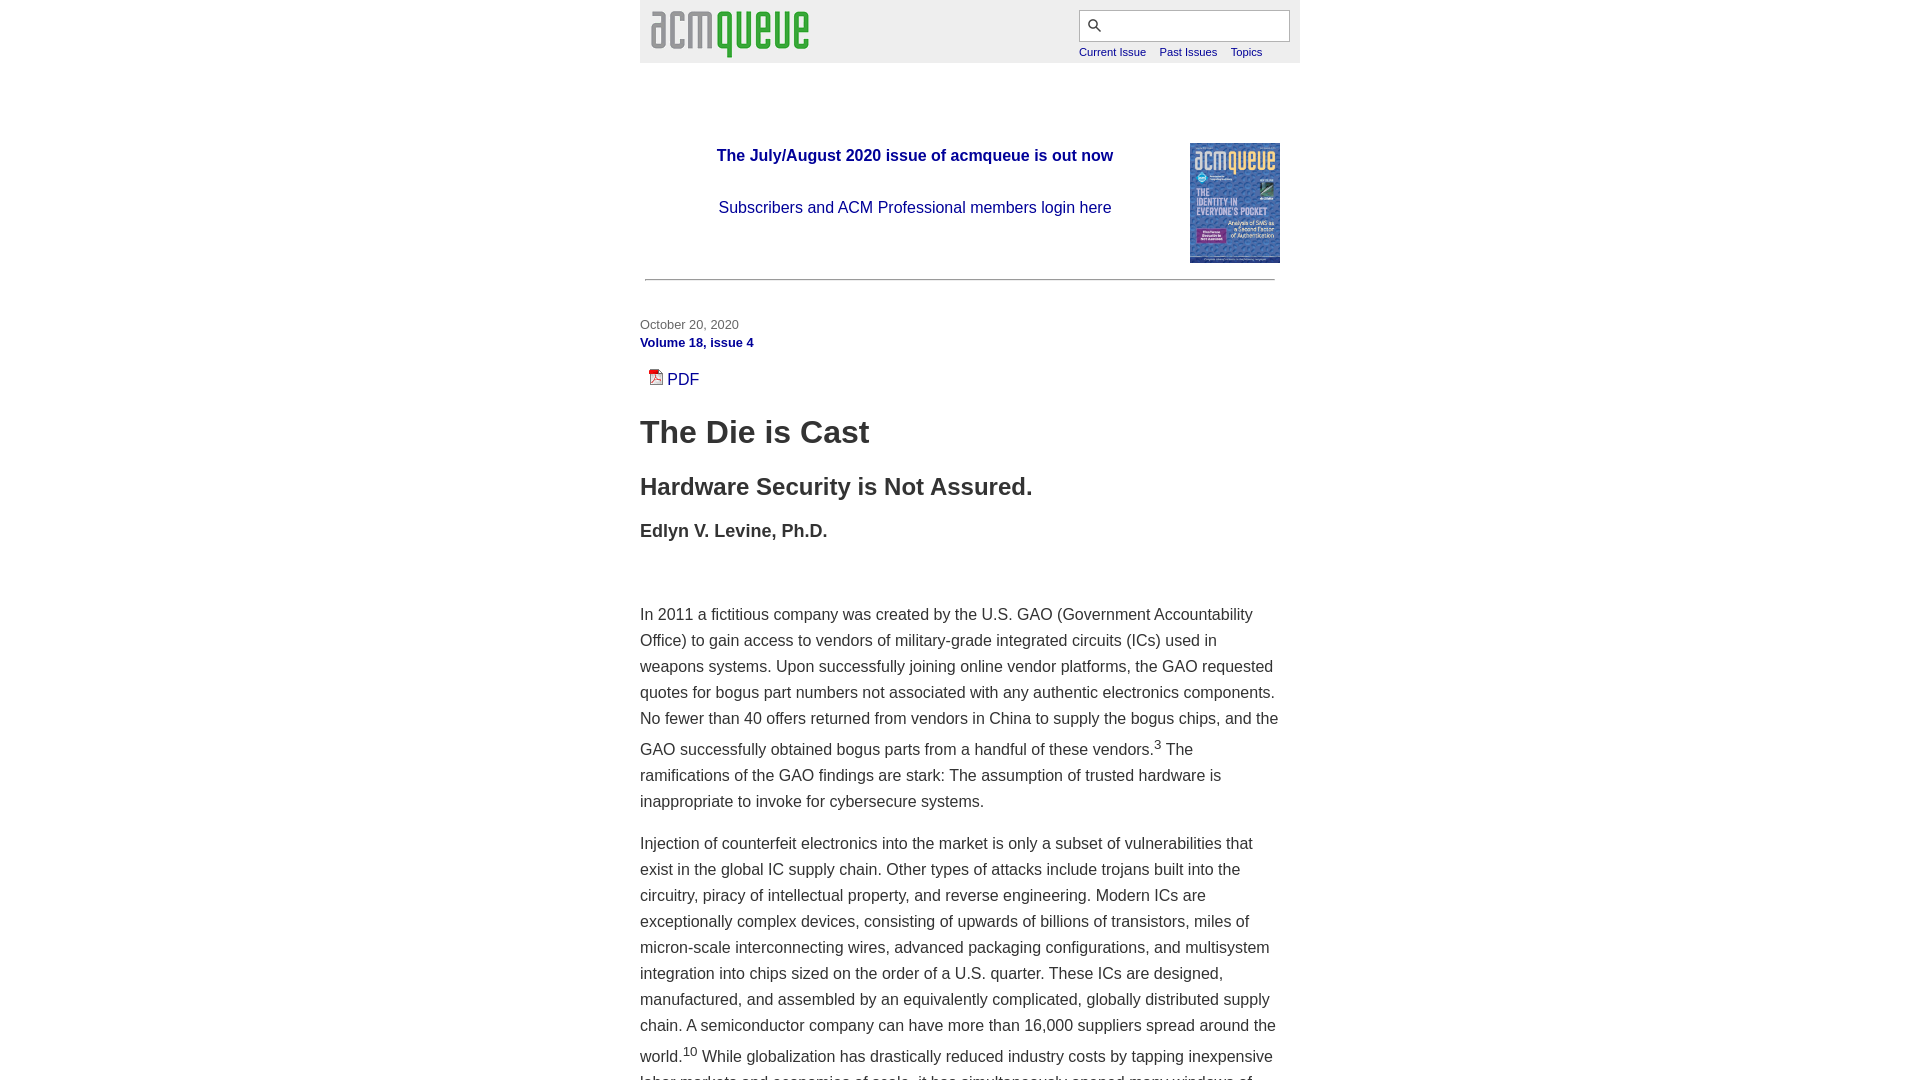 acmqueue
Current Issue Past Issues Topics
The July/August 2020 issue of acmqueue is out now
acmqueue
THE
IDENTITY IN
EVERYONE'S POCKET
Analysis of SMS as
a Second Factor
of Authentication
Subscribers and ACM Professional members login here
October 20, 2020
Volume 18, issue 4
PDF
The Die is Cast
Hardware Security is Not Assured.
Edlyn V. Levine, Ph.D.
In 2011 a fictitious company was created by the U.S. GAO (Government Accountability
Office) to gain access to vendors of military-grade integrated circuits (ICs) used in
weapons systems. Upon successfully joining online vendor platforms, the GAO requested
quotes for bogus part numbers not associated with any authentic electronics components.
No fewer than 40 offers returned from vendors in China to supply the bogus chips, and the
GAO successfully obtained bogus parts from a handful of these vendors.3 The
ramifications of the GAO findings are stark: The assumption of trusted hardware is
inappropriate to invoke for cybersecure systems.
Injection of counterfeit electronics into the market is only a subset of vulnerabilities that
exist in the global IC supply chain. Other types of attacks include trojans built into the
circuitry, piracy of intellectual property, and reverse engineering. Modern ICs are
exceptionally complex devices, consisting of upwards of billions of transistors, miles of
micron-scale interconnecting wires, advanced packaging configurations, and multisystem
integration into chips sized on the order of a U.S. quarter. These ICs are designed,
manufactured, and assembled by an equivalently complicated, globally distributed supply
chain. A semiconductor company can have more than 16,000 suppliers spread around the
world.10 While globalization has drastically reduced industry costs by tapping inexpensive
labor markets and economies of scale, it has simultaneously opened many windows of